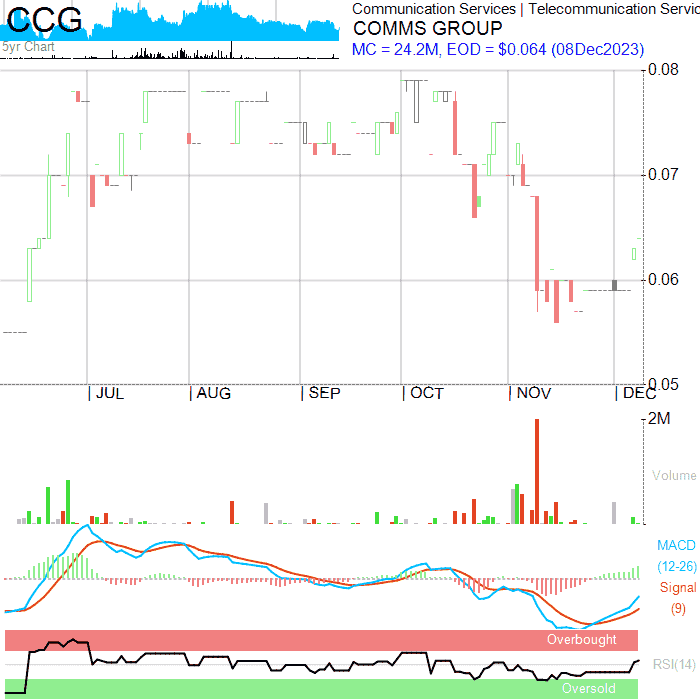 CCG
5yr Chart
Communication Services | Telecommunication Servic
COMMS GROUP
MC = 24.2M, EOD = $0.064 (08Dec2023)
0.08
0.07
0.06
0.05
JUL AUG SEP OCT NOV DEC
2M
Volume
MACD
(12-26)
Signal
(9)
Overbought
RSI(14)
Oversold